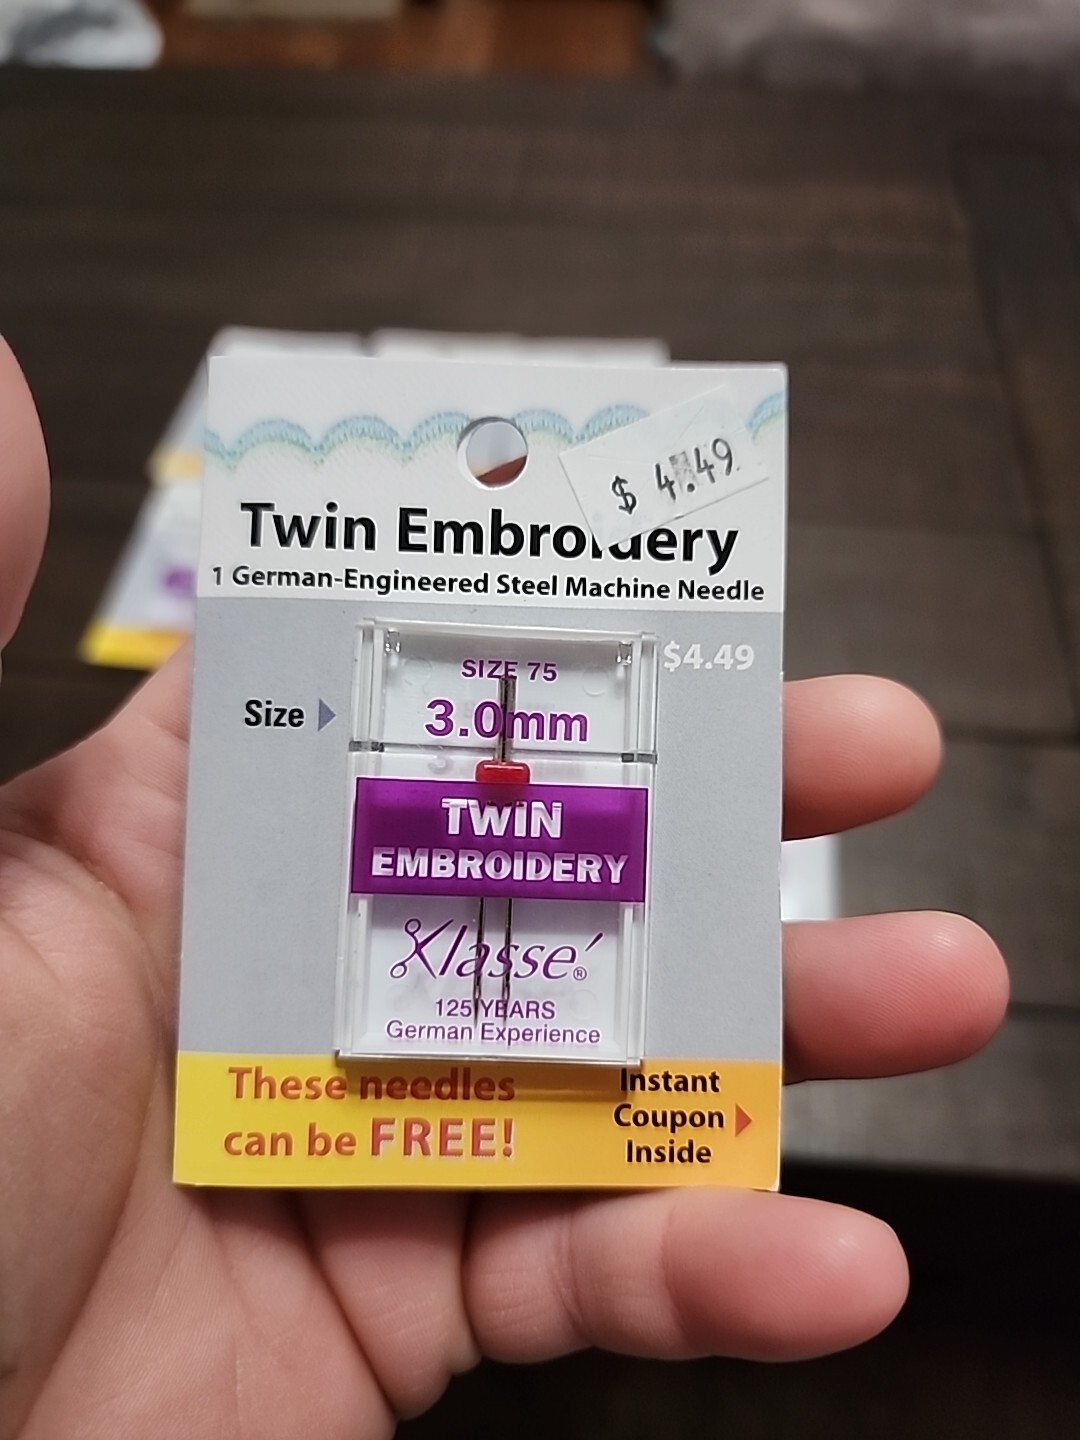 $ 4.49
Twin Embroidery
1 German-Engineered Steel Machine Needle
$4.49
SIZE 75
Size
3.0mm
TWIN
EMBROIDERY
Klassé®
125 YEARS
German Experience
These needles
can be FREE!
Instant
Coupon
Inside